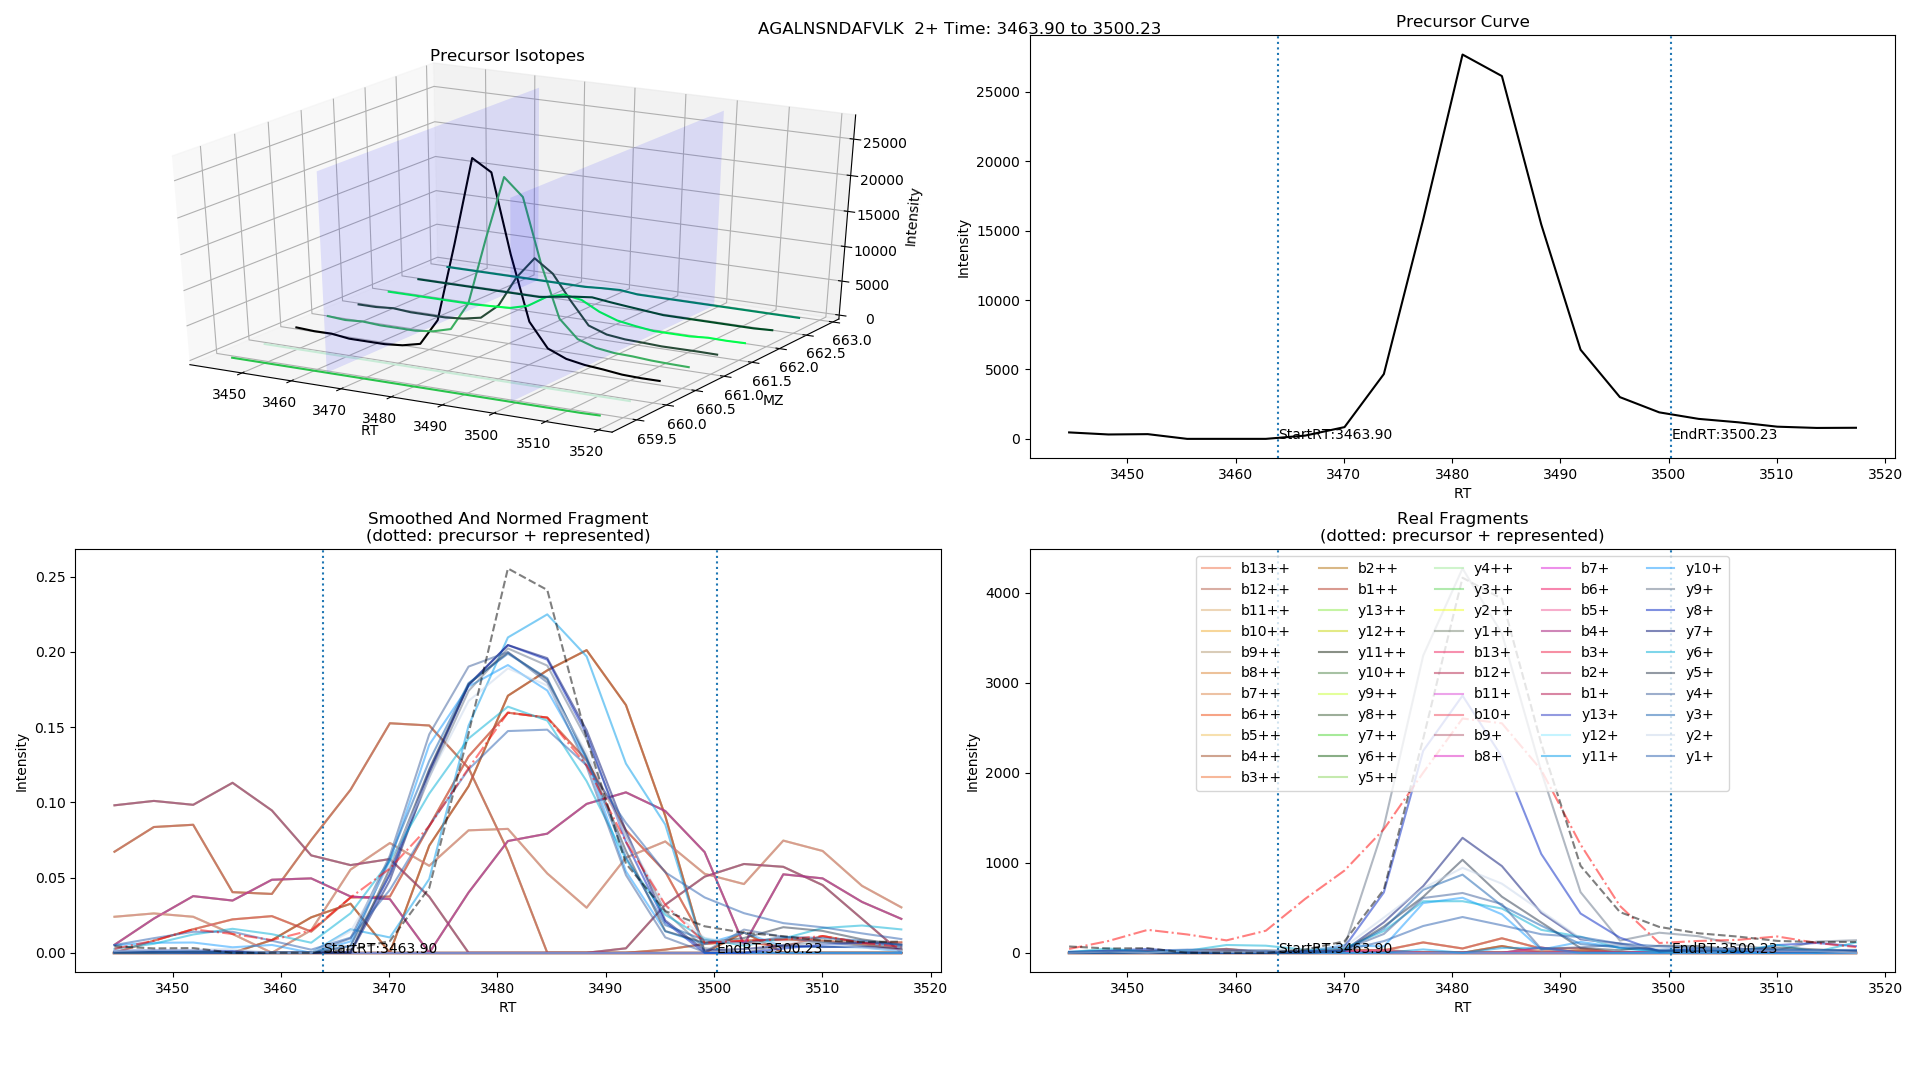 AGALNSNDAFVLK  2+ Time: 3463.90 to 3500.23
Precursor Isotopes
25000
20000
15000
10000
5000
0
Intensity
3450
3460
3470
3480
3490
3500
3510
3520
RT
659.5
660.0
660.5
661.0
661.5
662.0
662.5
663.0
MZ
Precursor Curve
25000
20000
15000
10000
5000
0
Intensity
StartRT:3463.90
EndRT:3500.23
3450 3460 3470 3480 3490 3500 3510 3520
RT
Smoothed And Normed Fragment
(dotted: precursor + represented)
0.25
0.20
0.15
0.10
0.05
0.00
Intensity
StartRT:3463.90
EndRT:3500.23
3450 3460 3470 3480 3490 3500 3510 3520
RT
Real Fragments
(dotted: precursor + represented)
4000
3000
2000
1000
0
Intensity
b13++ b2++ y4++ b7+ y10+
b12++ b1++ y3++ b6+ y9+
b11++ y13++ y2++ b5+ y8+
b10++ y12++ y1++ b4+ y7+
b9++ y11++ b13+ b3+ y6+
b8++ y10++ b12+ b2+ y5+
b7++ y9++ b11+ b1+ y4+
b6++ y8++ b10+ y13+ y3+
b5++ y7++ b9+ y12+ y2+
b4++ y6++ b8+ y11+ y1+
b3++ y5++
StartRT:3463.90
EndRT:3500.23
3450 3460 3470 3480 3490 3500 3510 3520
RT